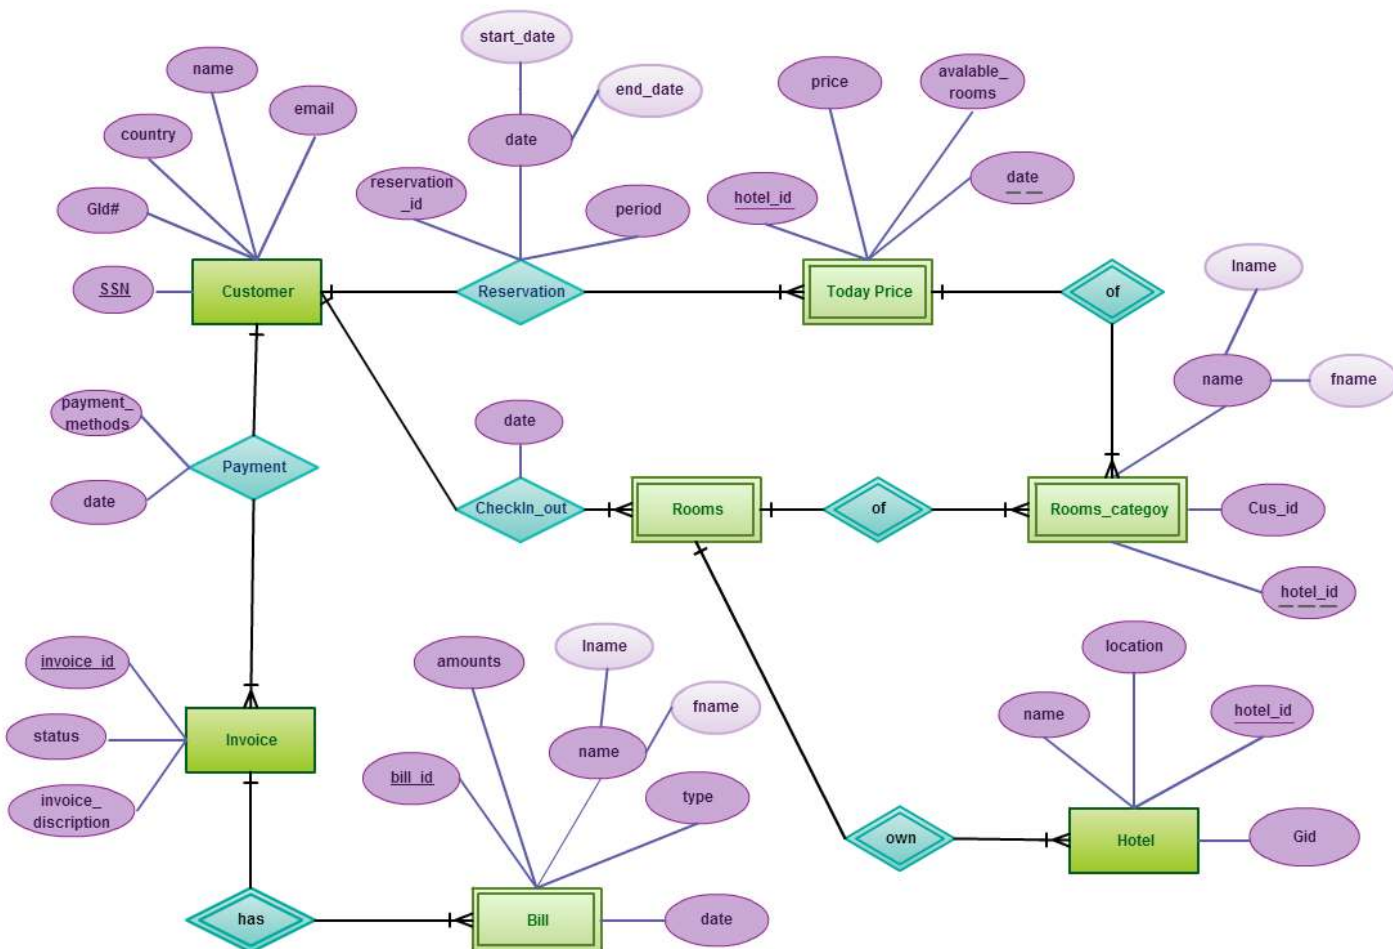 start_date
name
end_date
price
avalable_
rooms
email
country
date
reservation
_id
date
GId#
hotel_id
period
lname
SSN
Customer
Reservation
Today Price
of
name
fname
payment_
methods
date
Payment
date
CheckIn_out
Rooms
of
Rooms_categoy
Cus_id
hotel_id
lname
location
invoice_id
amounts
fname
name
hotel_id
status
Invoice
name
bill_id
type
invoice_
discription
own
Hotel
Gid
has
Bill
date